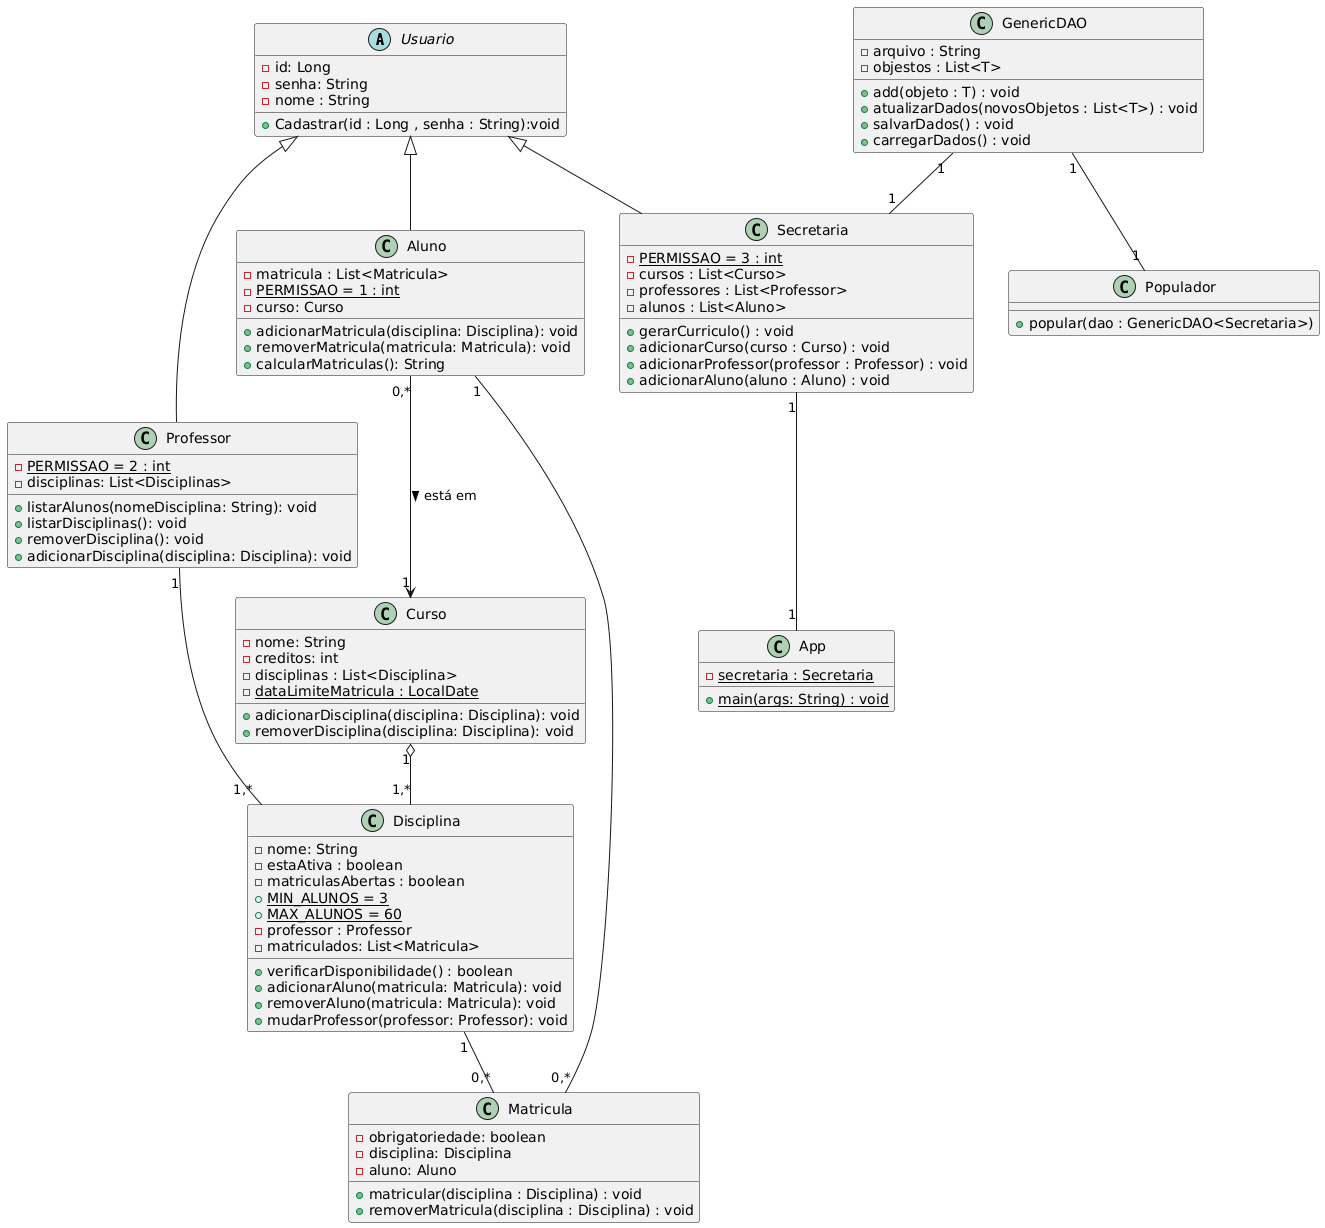 A Usuario
id: Long
senha: String
nome : String
Cadastrar(id : Long , senha : String):void
C GenericDAO
arquivo : String
objestos : List<T>
add(objeto : T) : void
atualizarDados(novosObjetos : List<T>) : void
salvarDados() : void
carregarDados() : void
1
1
1
1
C Aluno
matricula : List<Matricula>
PERMISSAO = 1 : int
curso: Curso
adicionarMatricula(disciplina: Disciplina): void
removerMatricula(matricula: Matricula): void
calcularMatriculas(): String
C Secretaria
PERMISSAO = 3 : int
cursos : List<Curso>
professores : List<Professor>
alunos : List<Aluno>
gerarCurriculo() : void
adicionarCurso(curso : Curso) : void
adicionarProfessor(professor : Professor) : void
adicionarAluno(aluno : Aluno) : void
C Populador
popular(dao : GenericDAO<Secretaria>)
0,*
1
1
C Professor
PERMISSAO = 2 : int
disciplinas: List<Disciplinas>
listarAlunos(nomeDisciplina: String): void
listarDisciplinas(): void
removerDisciplina(): void
adicionarDisciplina(disciplina: Disciplina): void
está em
1
1
1
C Curso
nome: String
creditos: int
disciplinas : List<Disciplina>
dataLimiteMatricula : LocalDate
adicionarDisciplina(disciplina: Disciplina): void
removerDisciplina(disciplina: Disciplina): void
C App
secretaria : Secretaria
main(args: String) : void
1
1,*
1,*
C Disciplina
nome: String
estaAtiva : boolean
matriculasAbertas : boolean
MIN_ALUNOS = 3
MAX_ALUNOS = 60
professor : Professor
matriculados: List<Matricula>
verificarDisponibilidade() : boolean
adicionarAluno(matricula: Matricula): void
removerAluno(matricula: Matricula): void
mudarProfessor(professor: Professor): void
1
0,*
0,*
C Matricula
obrigatoriedade: boolean
disciplina: Disciplina
aluno: Aluno
matricular(disciplina : Disciplina) : void
removerMatricula(disciplina : Disciplina) : void